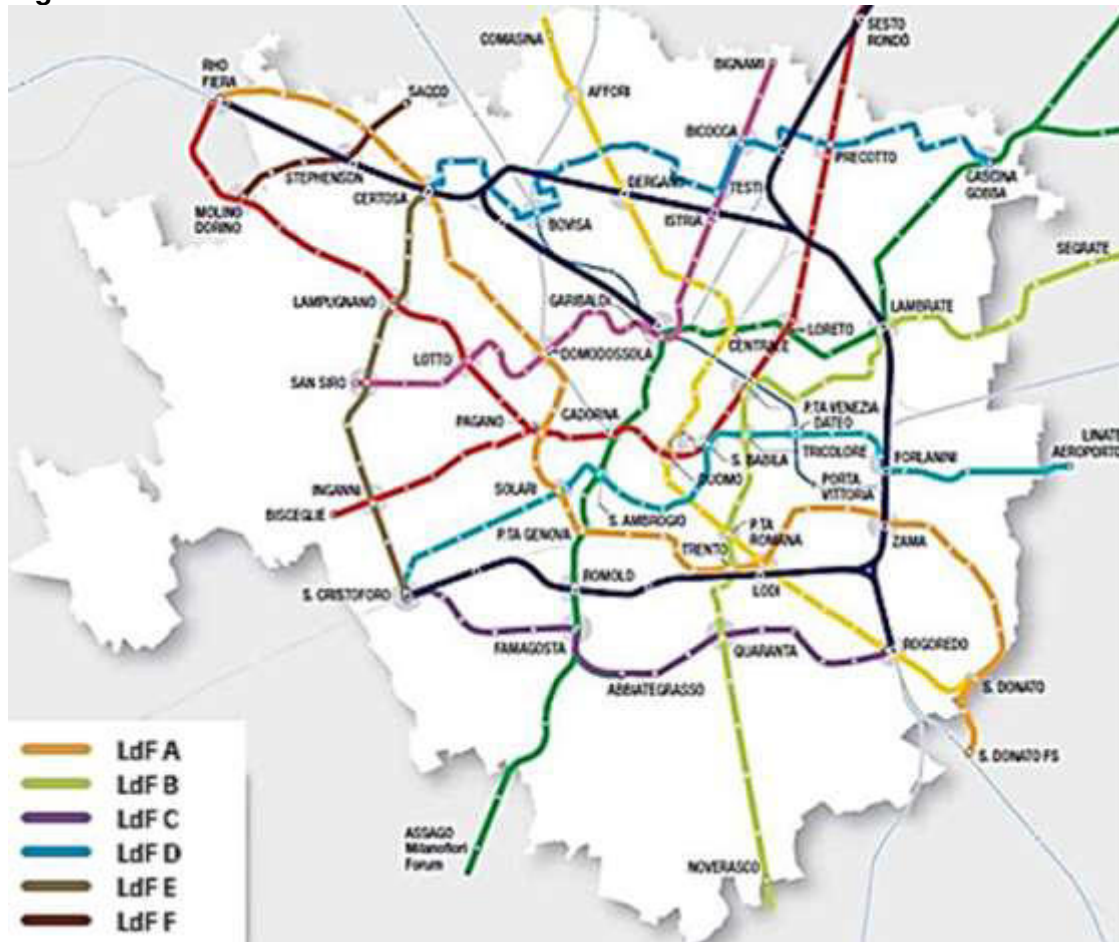 SESTO
RONDÒ
COMASINA
BIGNAMI
RHO
FIERA
SACCO
AFFORI
BICOCCA
PRECOTTO
CASCINA
GOBBA
STEPHENSON
CERTOSA
DERGANO
TESTI
ISTRIA
MOLINO
DORINO
BOVISA
SEGRATE
LAMPUGNANO
GARIBALDI
LAMBRATE
LORETO
CENTRALE
LOTTO
DOMODOSSOLA
SAN SIRO
P.TA VENEZIA
DATEO
PAGANO
CADORNA
TRICOLORE
S. BABILA
FORLANINI
LINATE
AEROPORTO
DUOMO
INGANNI
SOLARI
PORTA
VITTORIA
BISCEGLIE
S. AMBROGIO
P.TA GENOVA
P.TA
ROMANA
TRENTO
ZAMA
S. CRISTOFORO
ROMOLO
LODI
FAMAGOSTA
QUARANTA
ROGOREDO
ABBIATEGRASSO
S. DONATO
S. DONATO FS
ASSAGO
Milanofiori
Forum
NOVERASCO
LdF A
LdF B
LdF C
LdF D
LdF E
LdF F